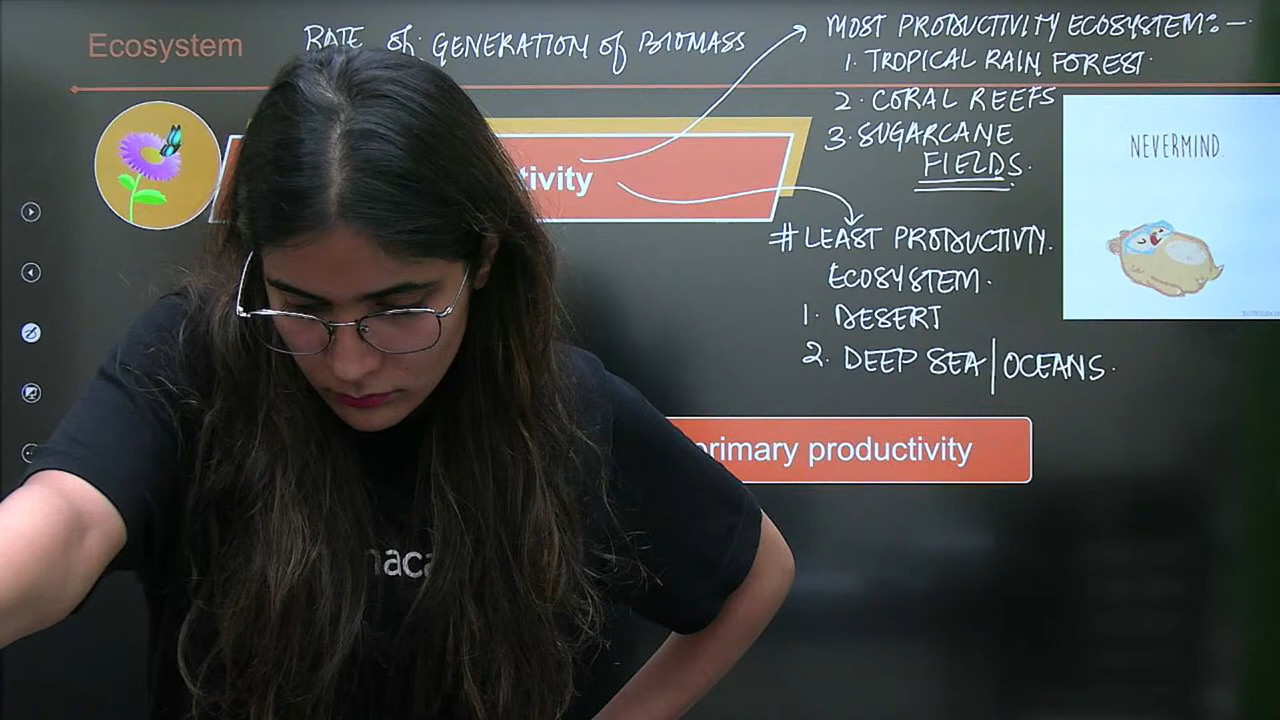 Ecosystem
RATE of GENERATION of BIOMASS
MOST PRODUCTIVITY ECOSYSTEM:-
1. TROPICAL RAIN FOREST.
2. CORAL REEFS
3. SUGARCANE
FIELDS.
NEVERMIND.
tivity
# LEAST PRODUCTIVITY.
ECOSYSTEM.
1. DESERT
2. DEEP SEA | OCEANS.
primary productivity
naca